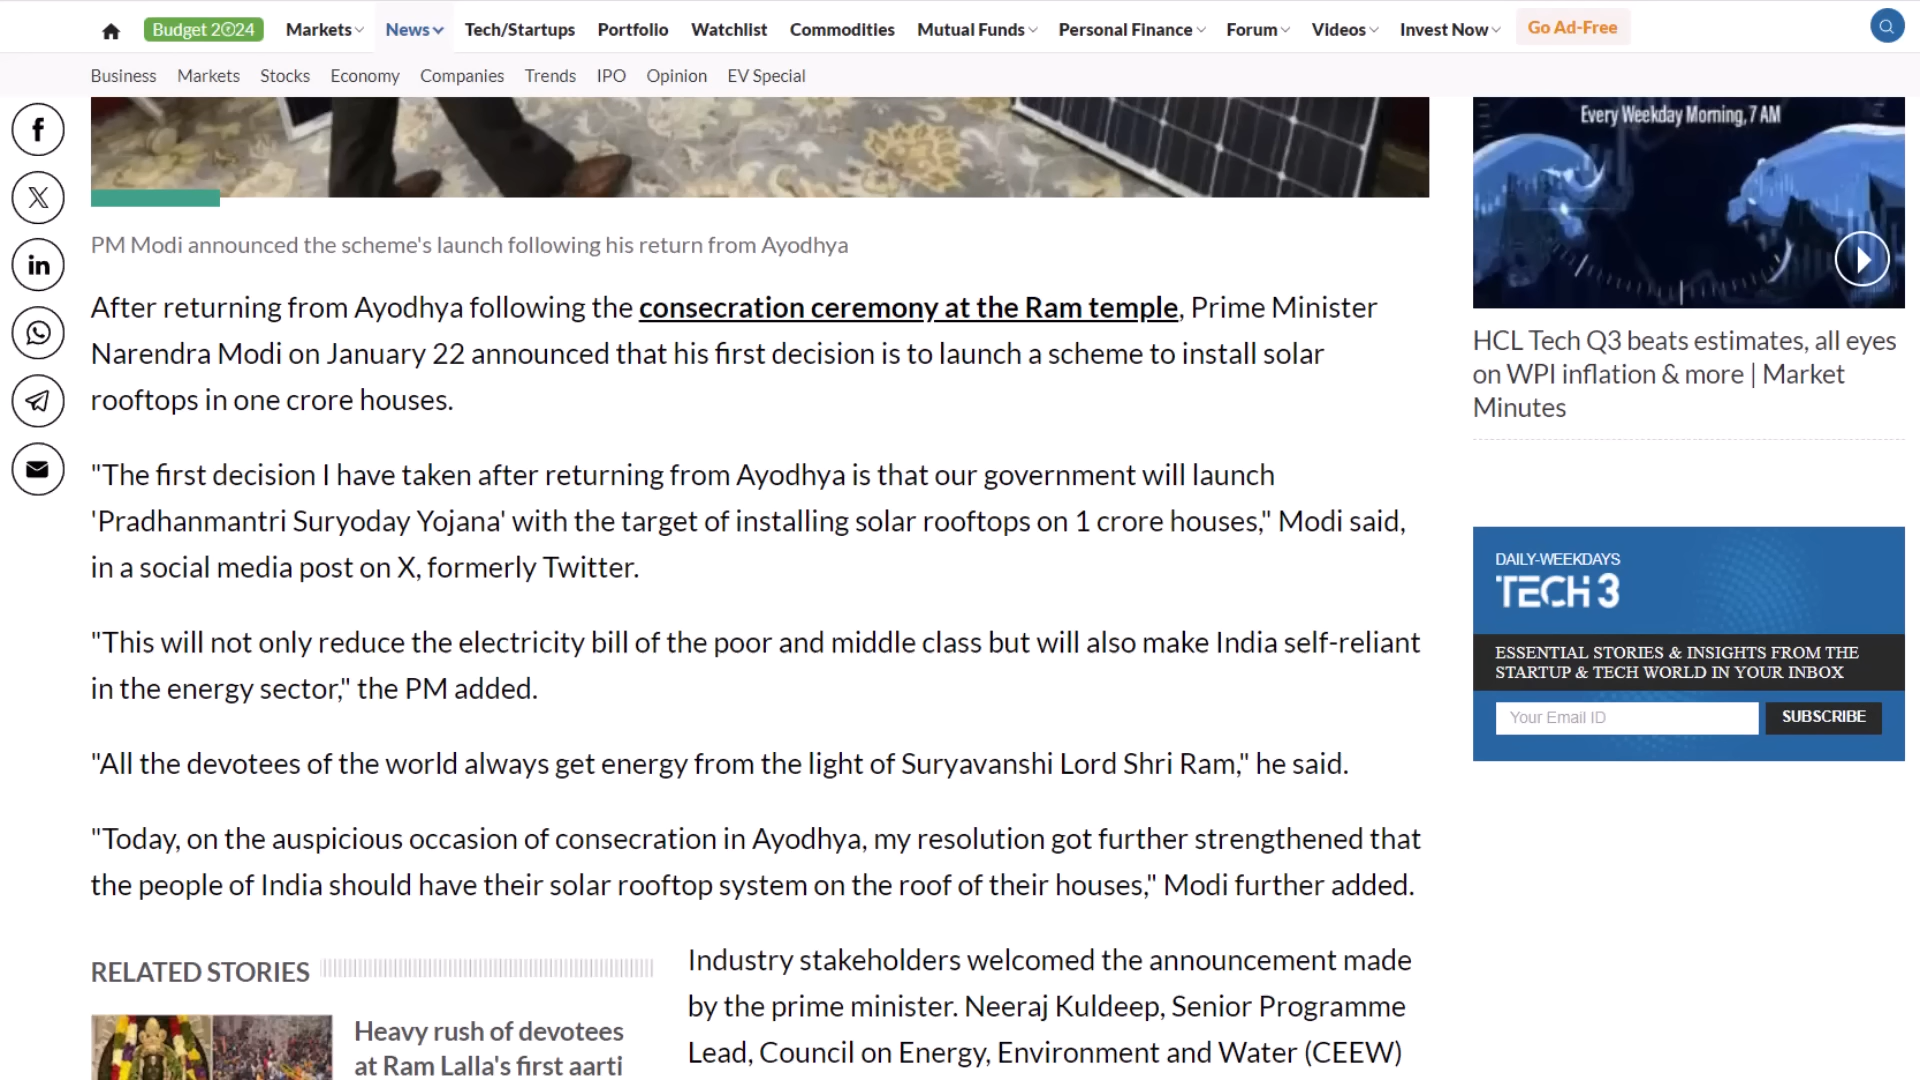 Budget 2024 Markets News Tech/Startups Portfolio Watchlist Commodities Mutual Funds Personal Finance Forum Videos Invest Now Go Ad-Free
Business Markets Stocks Economy Companies Trends IPO Opinion EV Special
PM Modi announced the scheme's launch following his return from Ayodhya
After returning from Ayodhya following the consecration ceremony at the Ram temple, Prime Minister
Narendra Modi on January 22 announced that his first decision is to launch a scheme to install solar
rooftops in one crore houses.
"The first decision I have taken after returning from Ayodhya is that our government will launch
'Pradhanmantri Suryoday Yojana' with the target of installing solar rooftops on 1 crore houses," Modi said,
in a social media post on X, formerly Twitter.
"This will not only reduce the electricity bill of the poor and middle class but will also make India self-reliant
in the energy sector," the PM added.
"All the devotees of the world always get energy from the light of Suryavanshi Lord Shri Ram," he said.
"Today, on the auspicious occasion of consecration in Ayodhya, my resolution got further strengthened that
the people of India should have their solar rooftop system on the roof of their houses," Modi further added.
RELATED STORIES
Heavy rush of devotees
at Ram Lalla's first aarti
Industry stakeholders welcomed the announcement made
by the prime minister. Neeraj Kuldeep, Senior Programme
Lead, Council on Energy, Environment and Water (CEEW)
Every Weekday Morning, 7 AM
HCL Tech Q3 beats estimates, all eyes
on WPI inflation & more | Market
Minutes
DAILY-WEEKDAYS
TECH 3
ESSENTIAL STORIES & INSIGHTS FROM THE
STARTUP & TECH WORLD IN YOUR INBOX
Your Email ID SUBSCRIBE